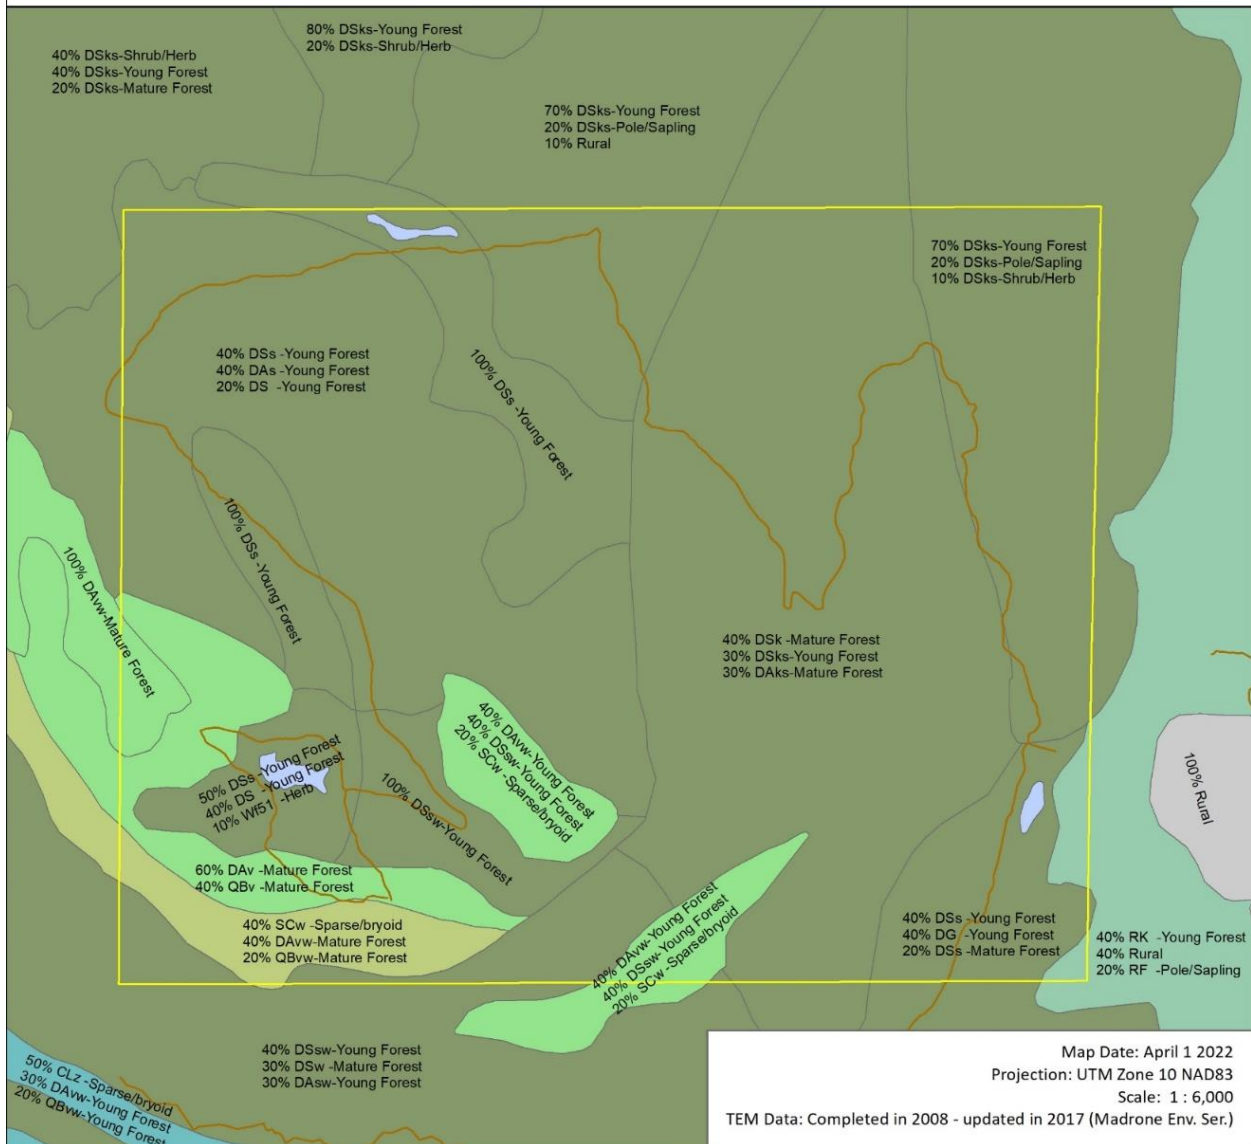 80% DSks-Young Forest
20% DSks-Shrub/Herb
40% DSks-Shrub/Herb
40% DSks-Young Forest
20% DSks-Mature Forest
70% DSks-Young Forest
20% DSks-Pole/Sapling
10% Rural
70% DSks-Young Forest
20% DSks-Pole/Sapling
10% DSks-Shrub/Herb
40% DSs -Young Forest
40% DAs -Young Forest
20% DS -Young Forest
100% DSs -Young Forest
100% DSs -Young Forest
100% DAvw-Mature Forest
40% DSk -Mature Forest
30% DSks-Young Forest
30% DAks-Mature Forest
40% DAvw-Young Forest
40% DSsw-Young Forest
20% SCw -Sparse/bryoid
50% DSs -Young Forest
40% DS -Young Forest
10% Wf51 -Herb
100% DSsw-Young Forest
100% Rural
60% DAv -Mature Forest
40% QBv -Mature Forest
40% SCw -Sparse/bryoid
40% DAvw-Mature Forest
20% QBvw-Mature Forest
40% DAvw-Young Forest
40% DSsw-Young Forest
20% SCw -Sparse/bryoid
40% DSs -Young Forest
40% DG -Young Forest
20% DSs -Mature Forest
40% RK -Young Forest
40% Rural
20% RF -Pole/Sapling
40% DSsw-Young Forest
30% DSw -Mature Forest
30% DAsw-Young Forest
50% CLz -Sparse/bryoid
30% DAvw-Young Forest
20% QBvw-Young Forest
Map Date: April 1 2022
Projection: UTM Zone 10 NAD83
Scale: 1 : 6,000
TEM Data: Completed in 2008 - updated in 2017 (Madrone Env. Ser.)